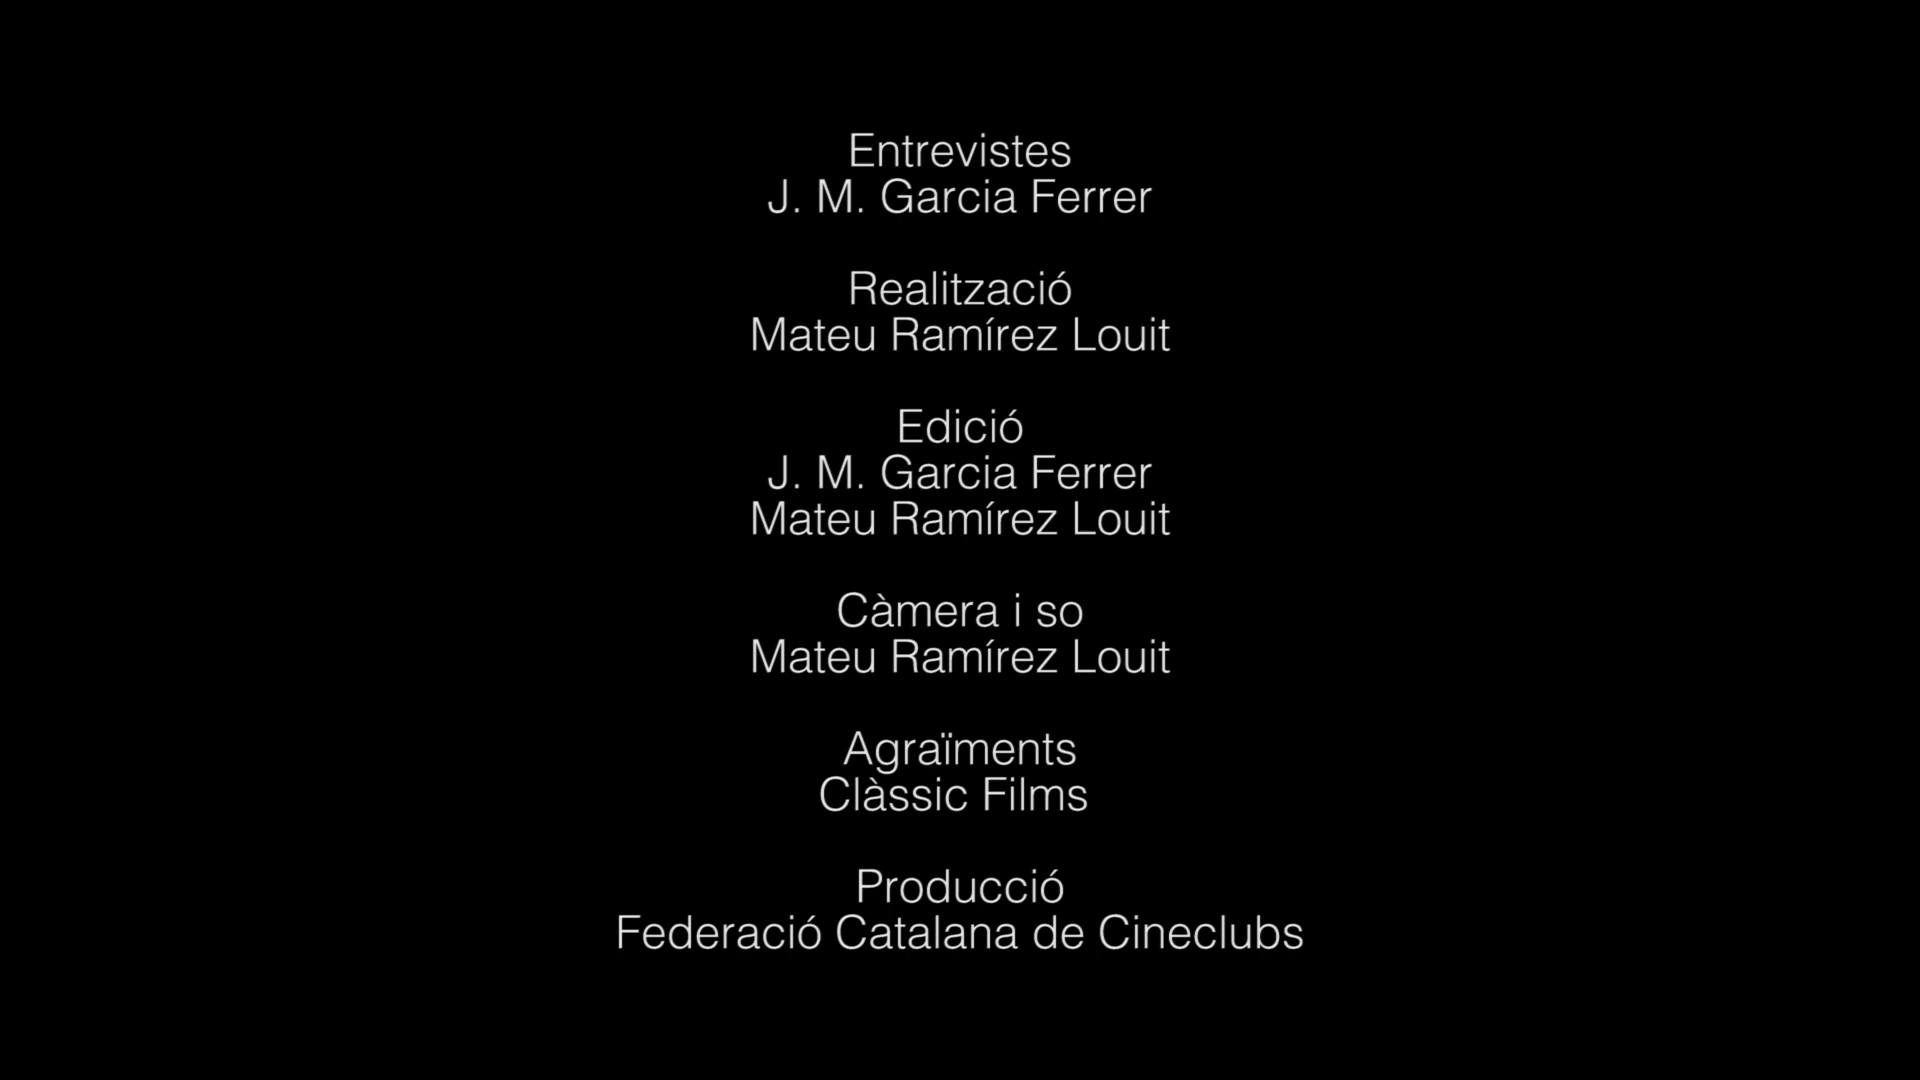 Entrevistes
J. M. Garcia Ferrer
Realització
Mateu Ramírez Louit
Edició
J. M. Garcia Ferrer
Mateu Ramírez Louit
Càmera i so
Mateu Ramírez Louit
Agraïments
Clàssic Films
Producció
Federació Catalana de Cineclubs